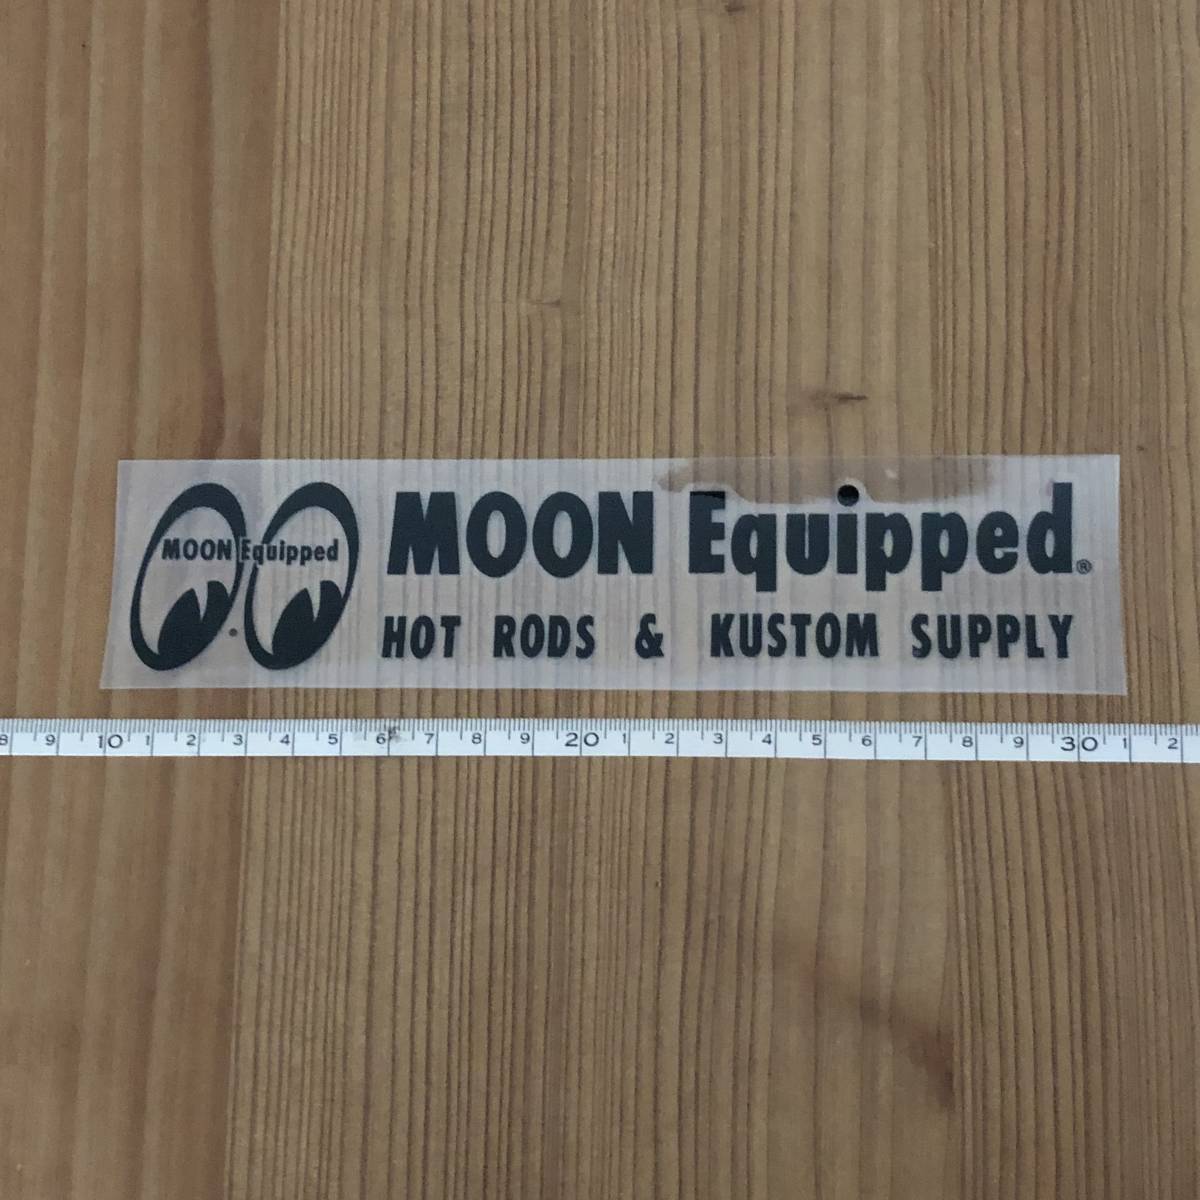 MOON Equipped
MOON Equipped®
HOT RODS & KUSTOM SUPPLY
8 9 10 1 2 3 4 5 6 7 8 9 20 1 2 3 4 5 6 7 8 9 30 1 2